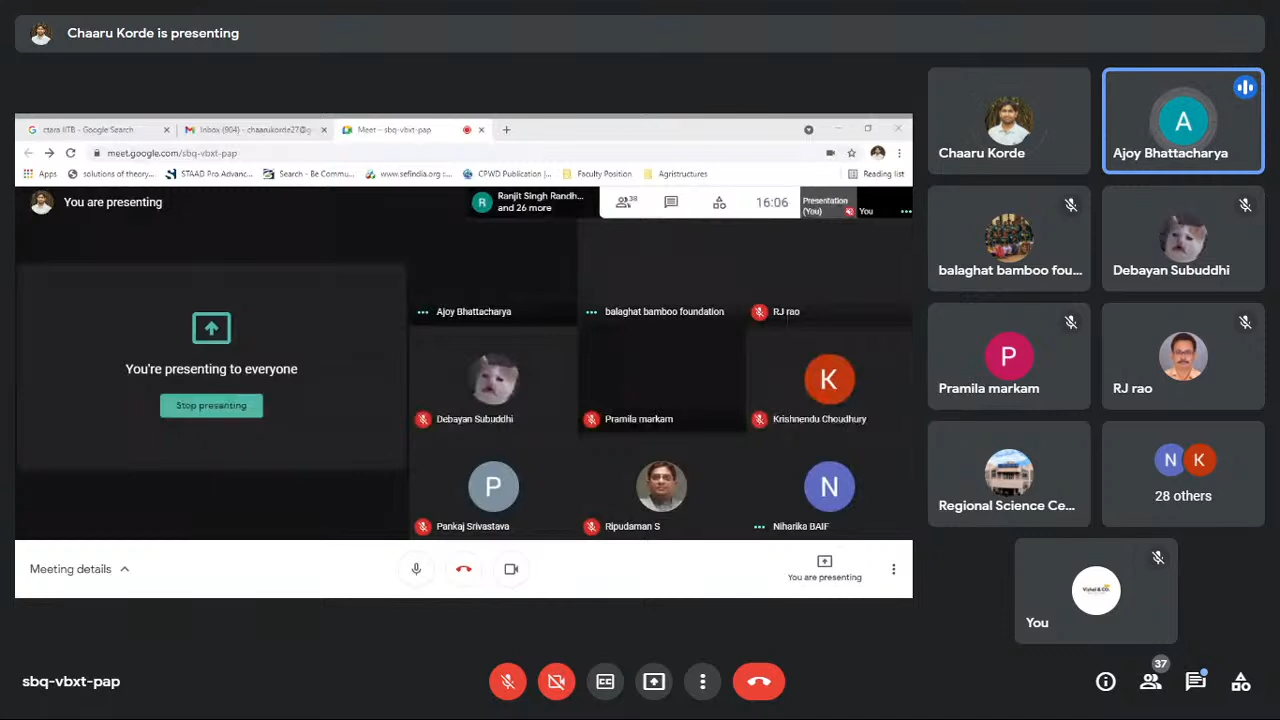 Chaaru Korde is presenting
ctara IITB - Google Search
Inbox (904) - chaarukorde27@g
Meet – sbq-vbxt-pap
meet.google.com/sbq-vbxt-pap
Apps
solutions of theory...
STAAD Pro Advanc...
Search - Be Commu...
www.sefindia.org ::
CPWD Publication |...
Faculty Position
Agristructures
Reading list
You are presenting
R
Ranjit Singh Randh...
and 26 more
38
16:06
Presentation
(You)
You
Ajoy Bhattacharya
balaghat bamboo foundation
RJ rao
You're presenting to everyone
Stop presenting
Debayan Subuddhi
Pramila markam
K
Krishnendu Choudhury
P
Pankaj Srivastava
Ripudaman S
N
Niharika BAIF
Meeting details
You are presenting
Chaaru Korde
A
Ajoy Bhattacharya
balaghat bamboo fou...
Debayan Subuddhi
P
Pramila markam
RJ rao
Regional Science Ce...
N K
28 others
You
sbq-vbxt-pap
37